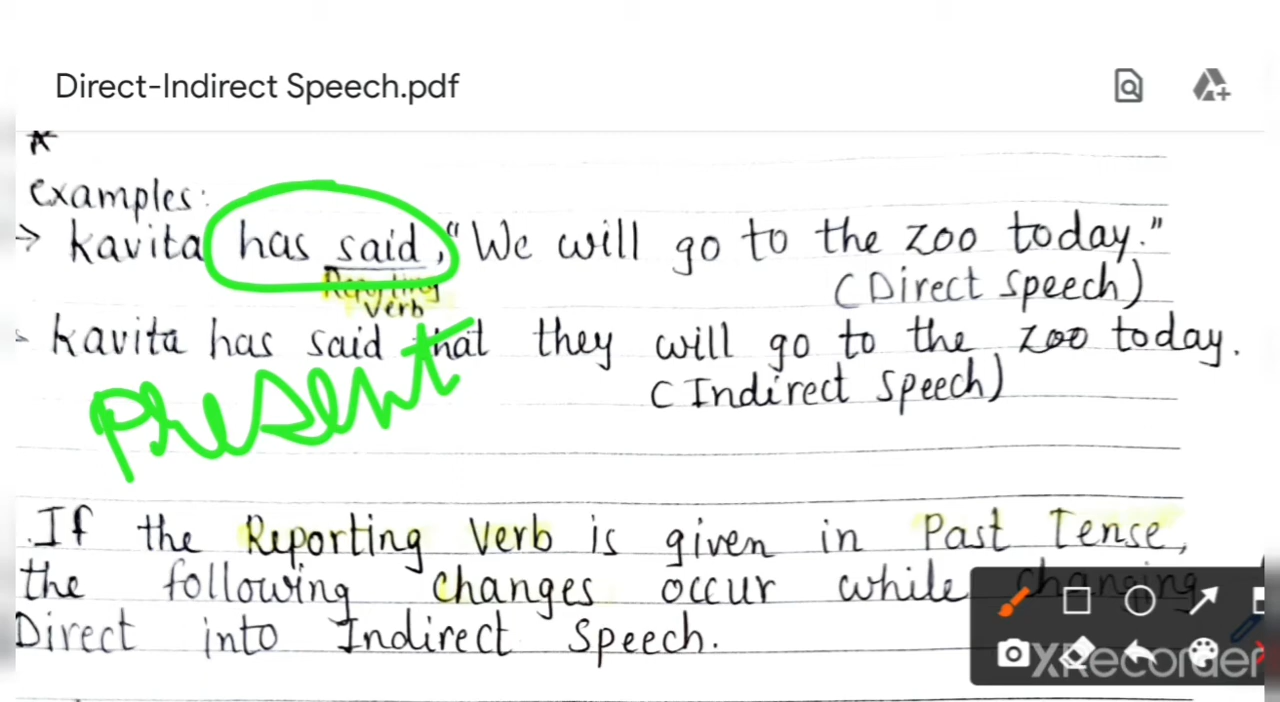 Direct-Indirect Speech.pdf
*
examples:
→ kavita has said, "We will go to the zoo today."
Reporting
Verb
(Direct speech)
kavita has said that they will go to the zoo today.
(Indirect speech)
present
If the Reporting Verb is given in Past Tense,
the following changes occur while changing
Direct into Indirect Speech.
XRecorder